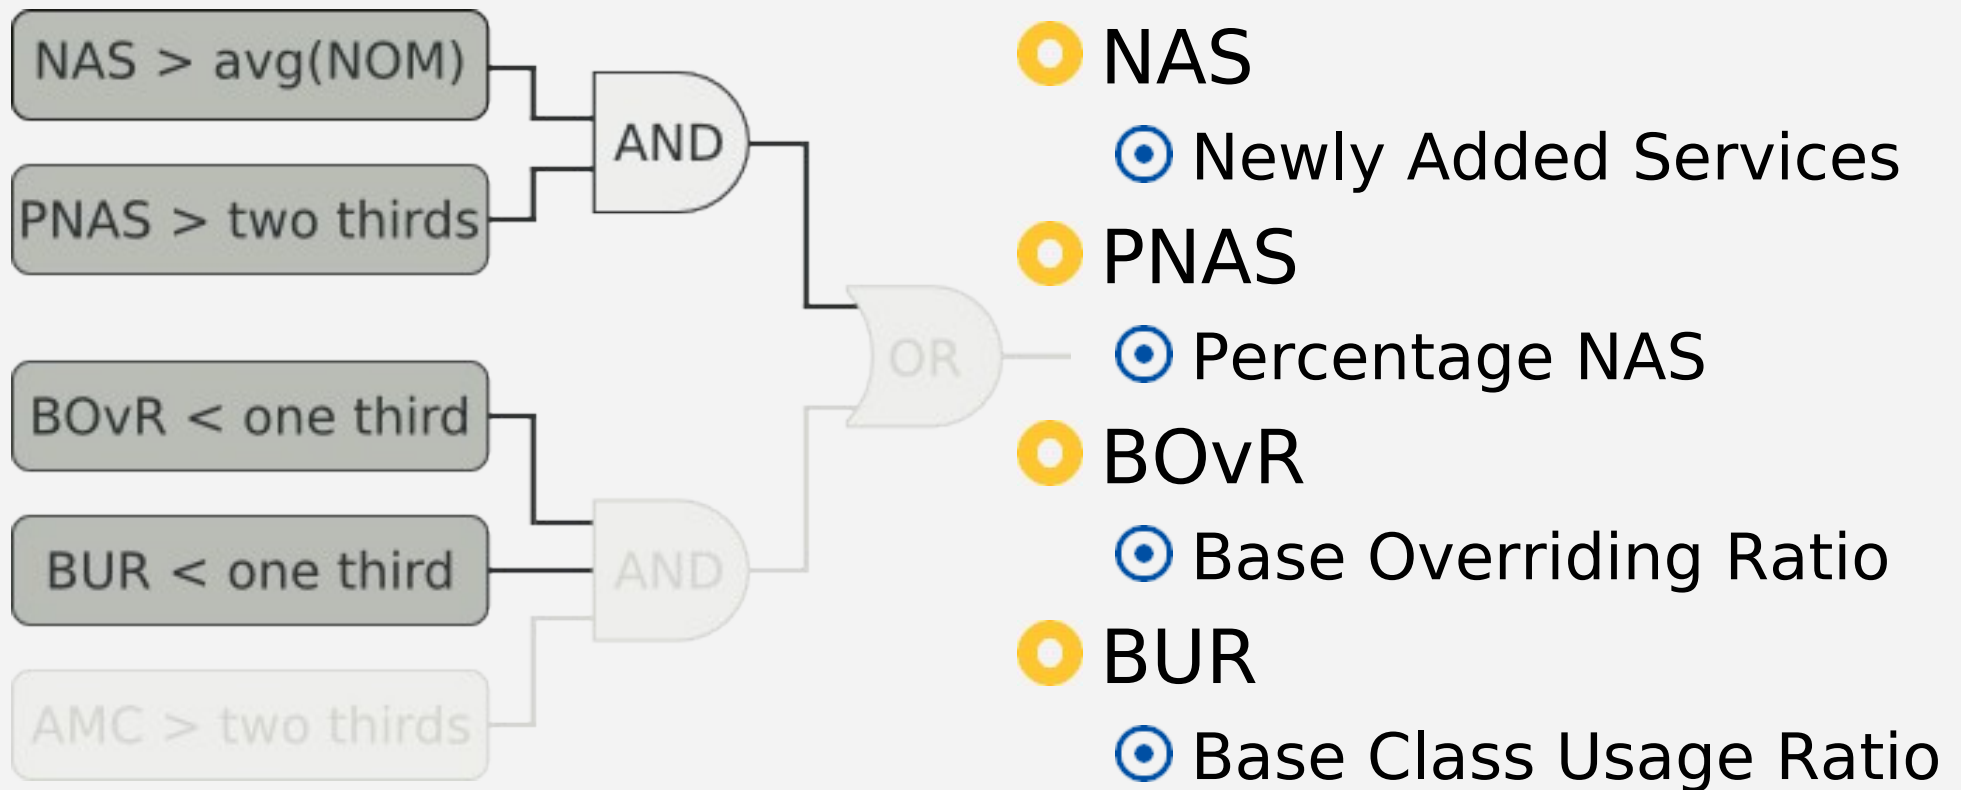 NAS > avg(NOM)
PNAS > two thirds
AND
OR
BOvR < one third
BUR < one third
AMC > two thirds
AND
NAS
Newly Added Services
PNAS
Percentage NAS
BOvR
Base Overriding Ratio
BUR
Base Class Usage Ratio